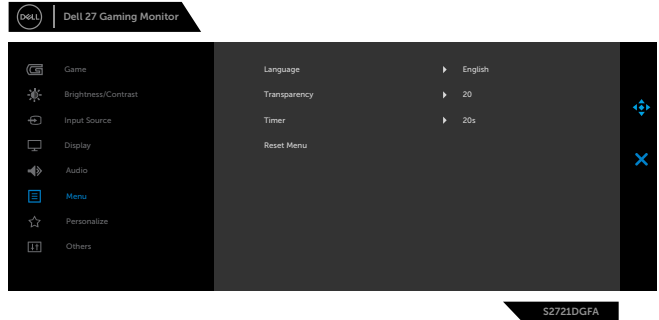 DELL
Dell 27 Gaming Monitor
Game
Brightness/Contrast
Input Source
Display
Audio
Menu
Personalize
Others
Language English
Transparency 20
Timer 20s
Reset Menu
S2721DGFA